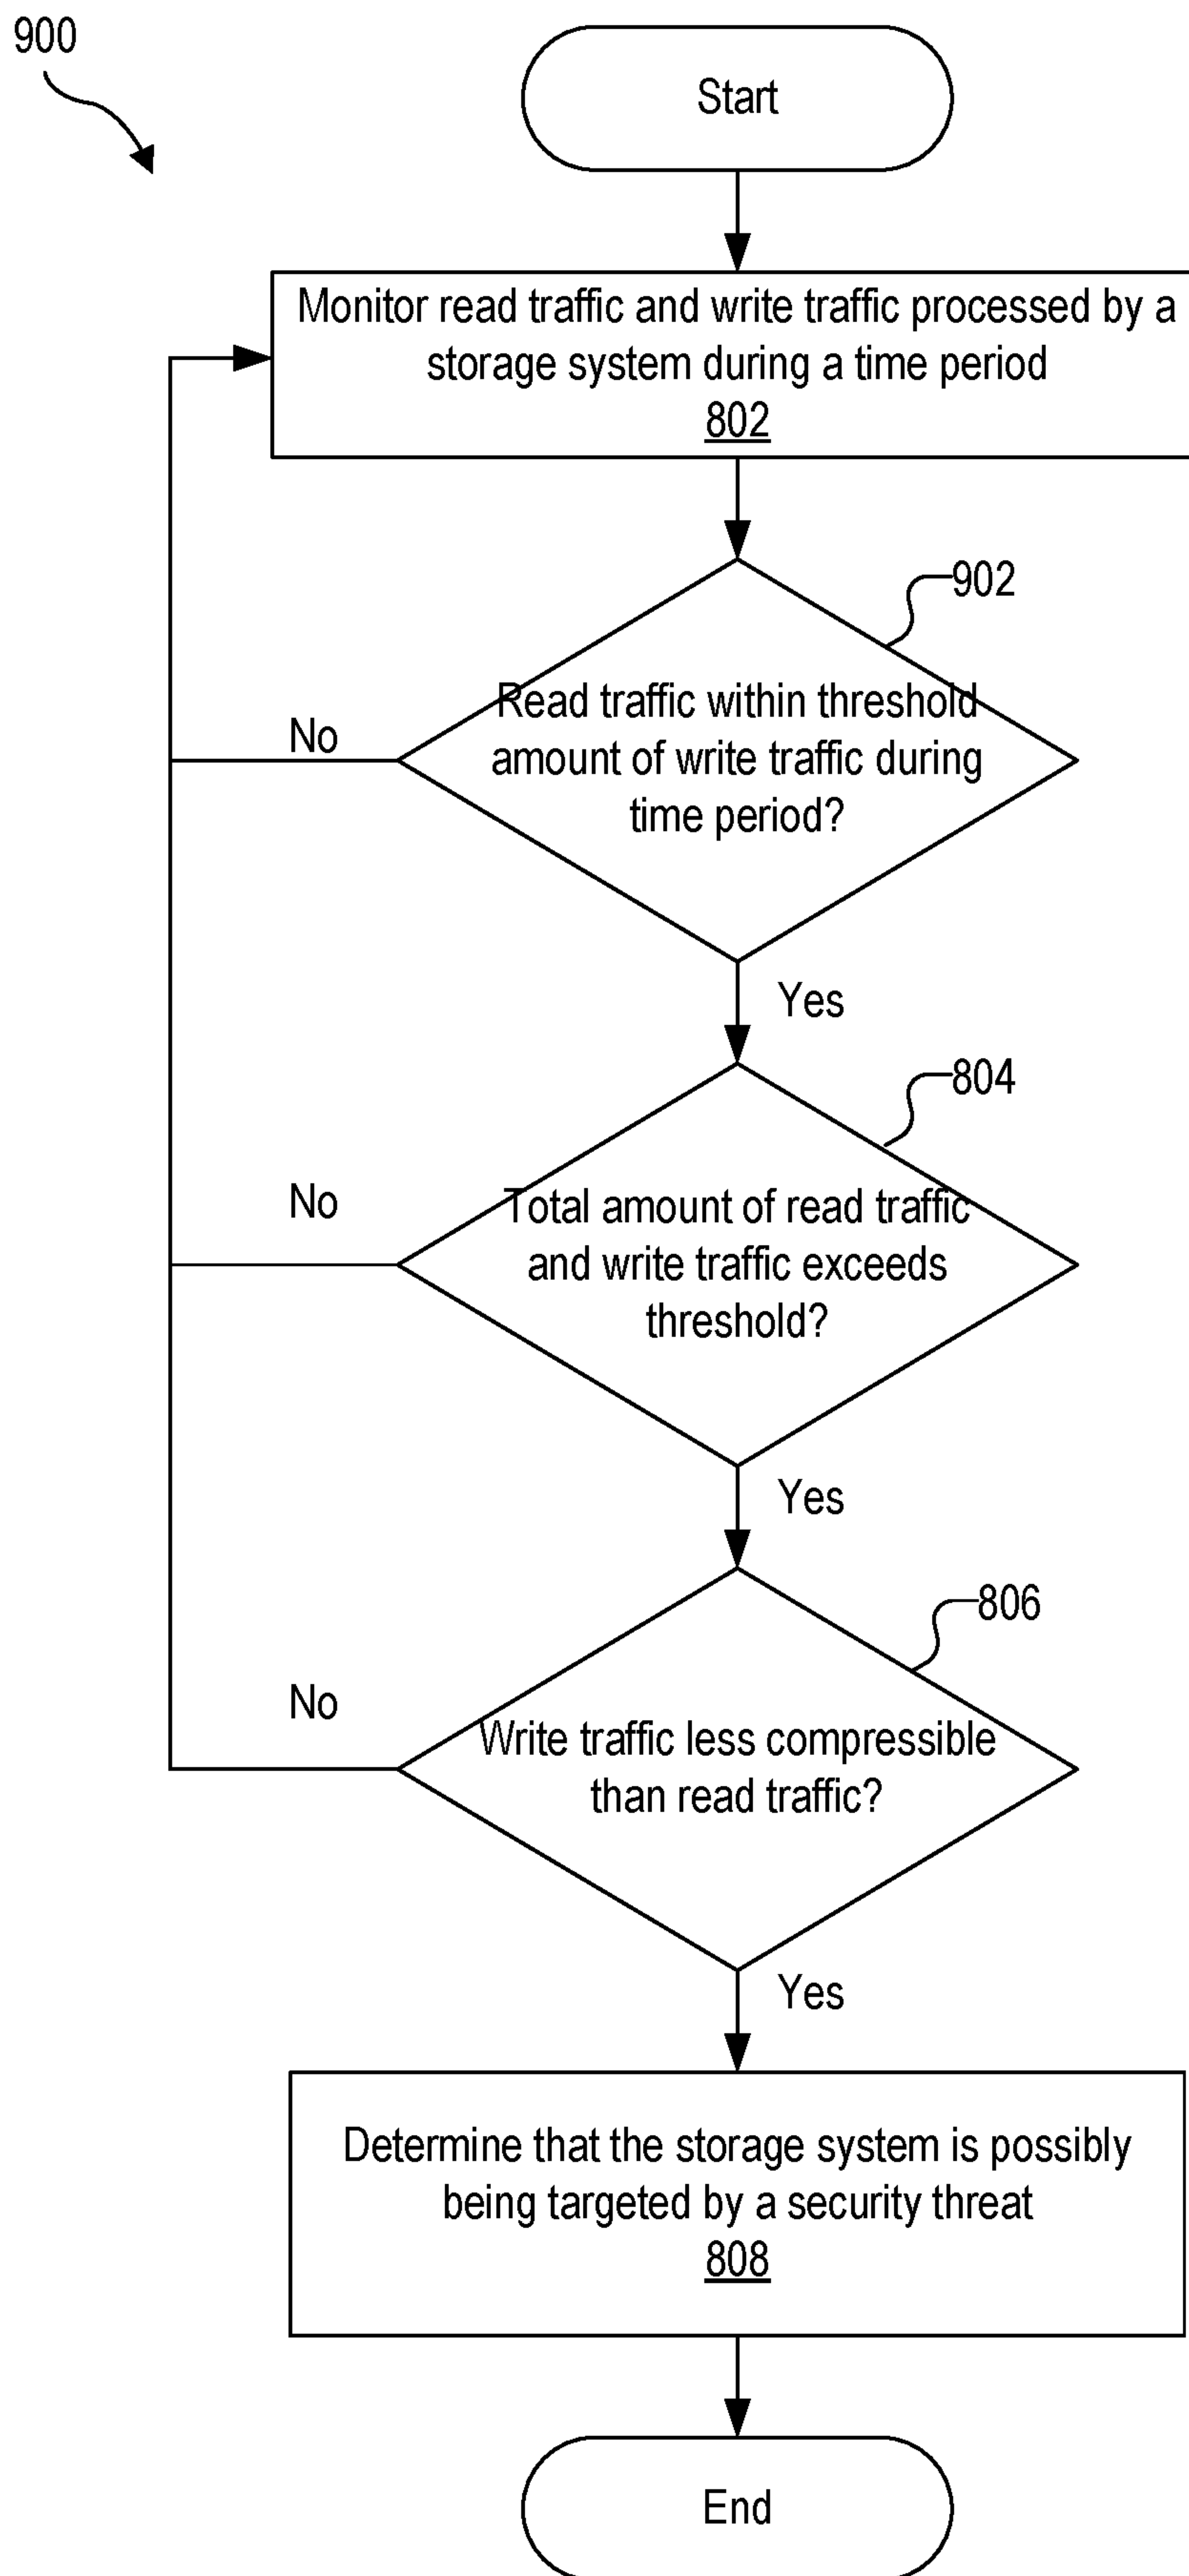 900
Start
Monitor read traffic and write traffic processed by a
storage system during a time period
802
902
Read traffic within threshold
amount of write traffic during
time period?
No
Yes
804
Total amount of read traffic
and write traffic exceeds
threshold?
No
Yes
806
Write traffic less compressible
than read traffic?
No
Yes
Determine that the storage system is possibly
being targeted by a security threat
808
End